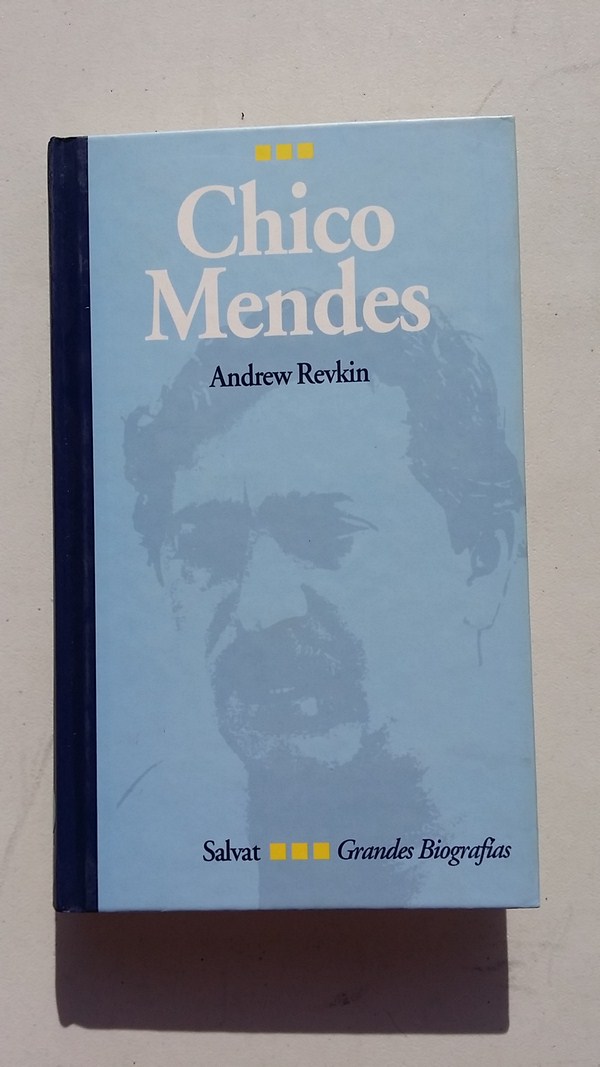 Chico
Mendes
Andrew Revkin
Salvat Grandes Biografías